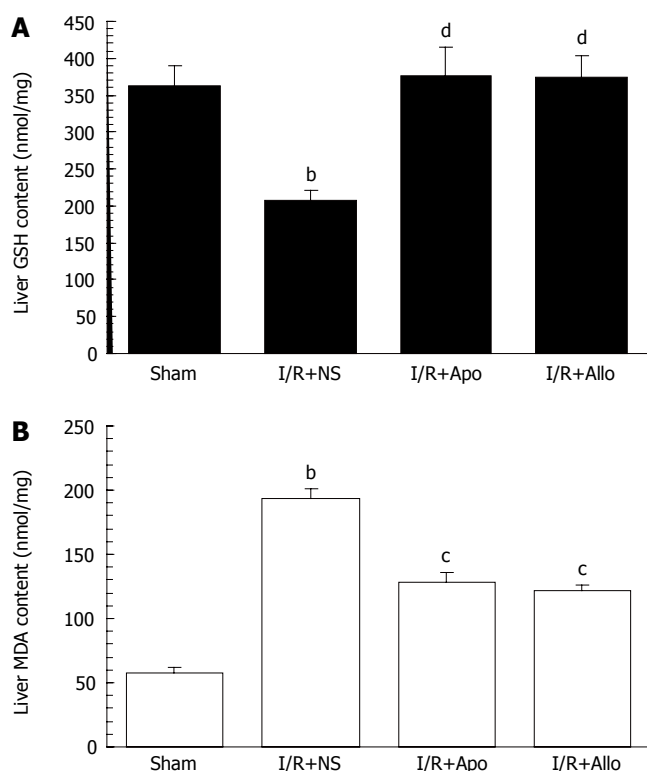 A
Liver GSH content (nmol/mg)
450
400
350
300
250
200
150
100
50
0
b
d
d
Sham I/R+NS I/R+Apo I/R+Allo
B
Liver MDA content (nmol/mg)
250
200
150
100
50
0
b
c
c
Sham I/R+NS I/R+Apo I/R+Allo